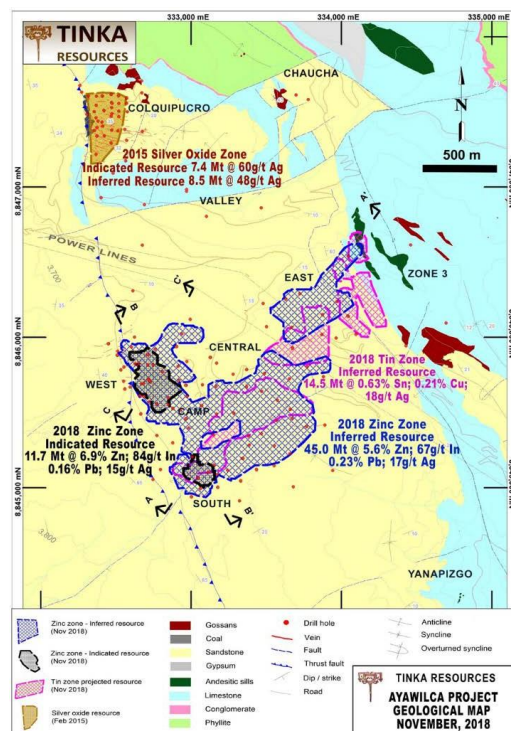 333,000 mE
334,000 mE
335,000 mE
TINKA
RESOURCES
CHAUCHA
COLQUIPUCRO
N
500 m
2015 Silver Oxide Zone
Indicated Resource 7.4 Mt @ 60g/t Ag
Inferred Resource 8.5 Mt @ 48g/t Ag
8,847,000 mN
VALLEY
A'
POWER LINES
3,700
EAST
ZONE 3
C'
B
8,846,000 mN
CENTRAL
2018 Tin Zone
Inferred Resource
14.5 Mt @ 0.63% Sn; 0.21% Cu;
18g/t Ag
WEST
CAMP
C
2018 Zinc Zone
Indicated Resource
11.7 Mt @ 6.9% Zn; 84g/t In
0.16% Pb; 15g/t Ag
2018 Zinc Zone
Inferred Resource
45.0 Mt @ 5.6% Zn; 67g/t In
0.23% Pb; 17g/t Ag
8,845,000 mN
A
SOUTH
B'
3,800
YANAPIZGO
Zinc zone - Inferred resource
(Nov 2018)
Zinc zone - Indicated resource
(Nov 2018)
Tin zone projected resource
(Nov 2018)
Silver oxide resource
(Feb 2015)
Gossans
Coal
Sandstone
Gypsum
Andesitic sills
Limestone
Conglomerate
Phyllite
Drill hole
Vein
Fault
Thrust fault
Dip / strike
Road
Anticline
Syncline
Overturned syncline
TINKA RESOURCES
AYAWILCA PROJECT
GEOLOGICAL MAP
NOVEMBER, 2018